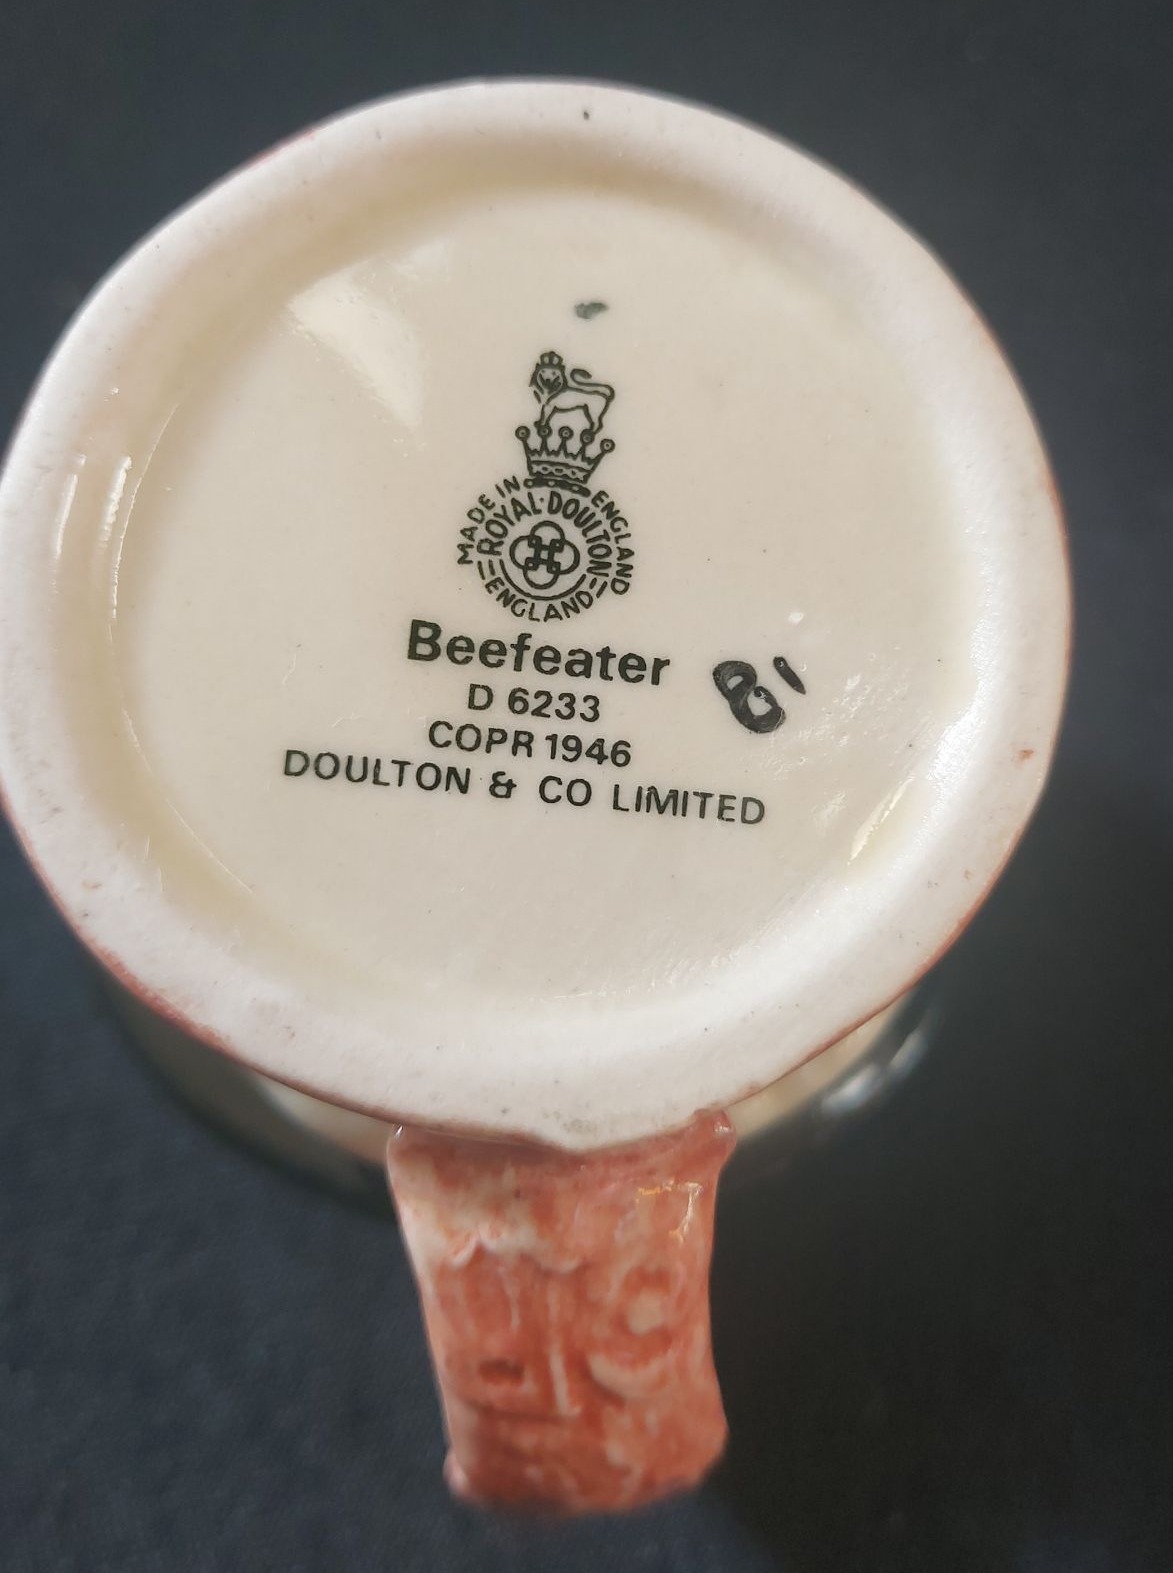 MADE IN ENGLAND
ROYAL·DOULTON
ENGLAND
Beefeater
D 6233
COPR 1946
DOULTON & CO LIMITED